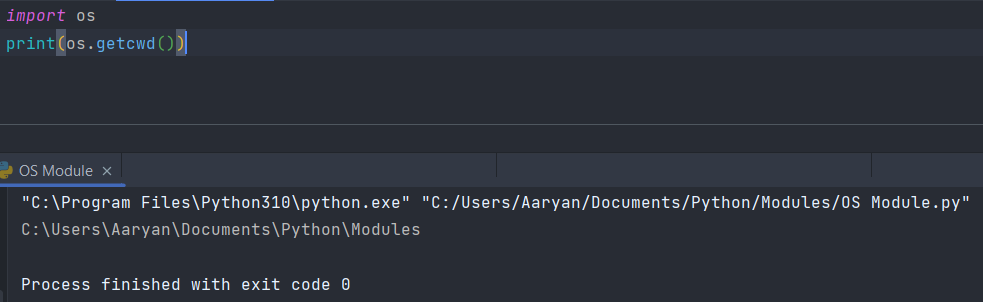 import os
print(os.getcwd())
OS Module ×
"C:\Program Files\Python310\python.exe" "C:/Users/Aaryan/Documents/Python/Modules/OS Module.py"
C:\Users\Aaryan\Documents\Python\Modules
Process finished with exit code 0